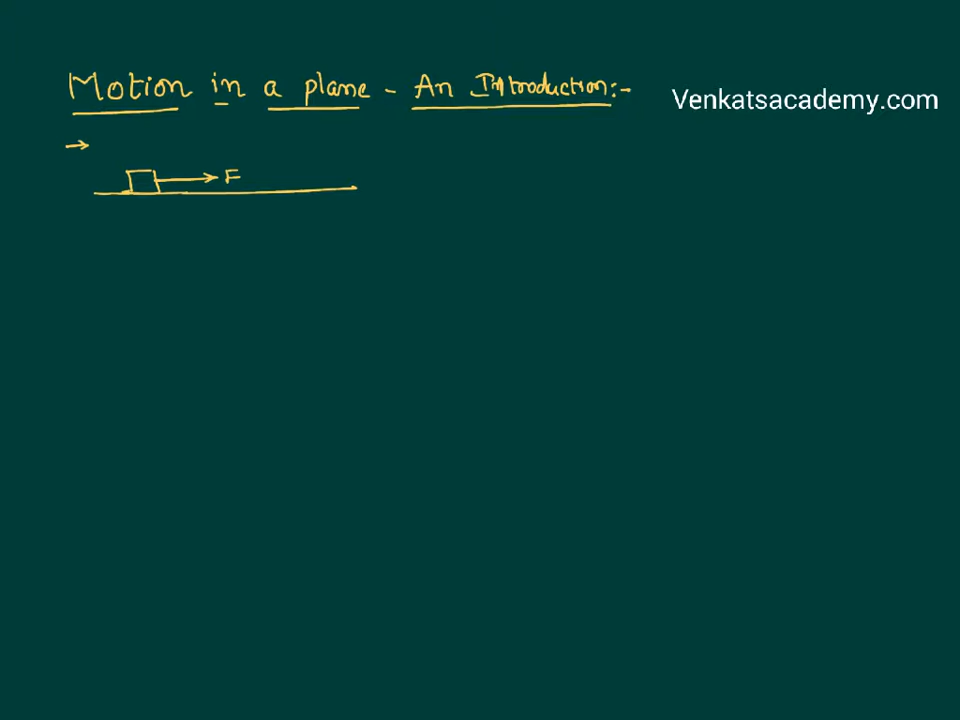 Motion in a plane - An Introduction:-
Venkatsacademy.com
→
F